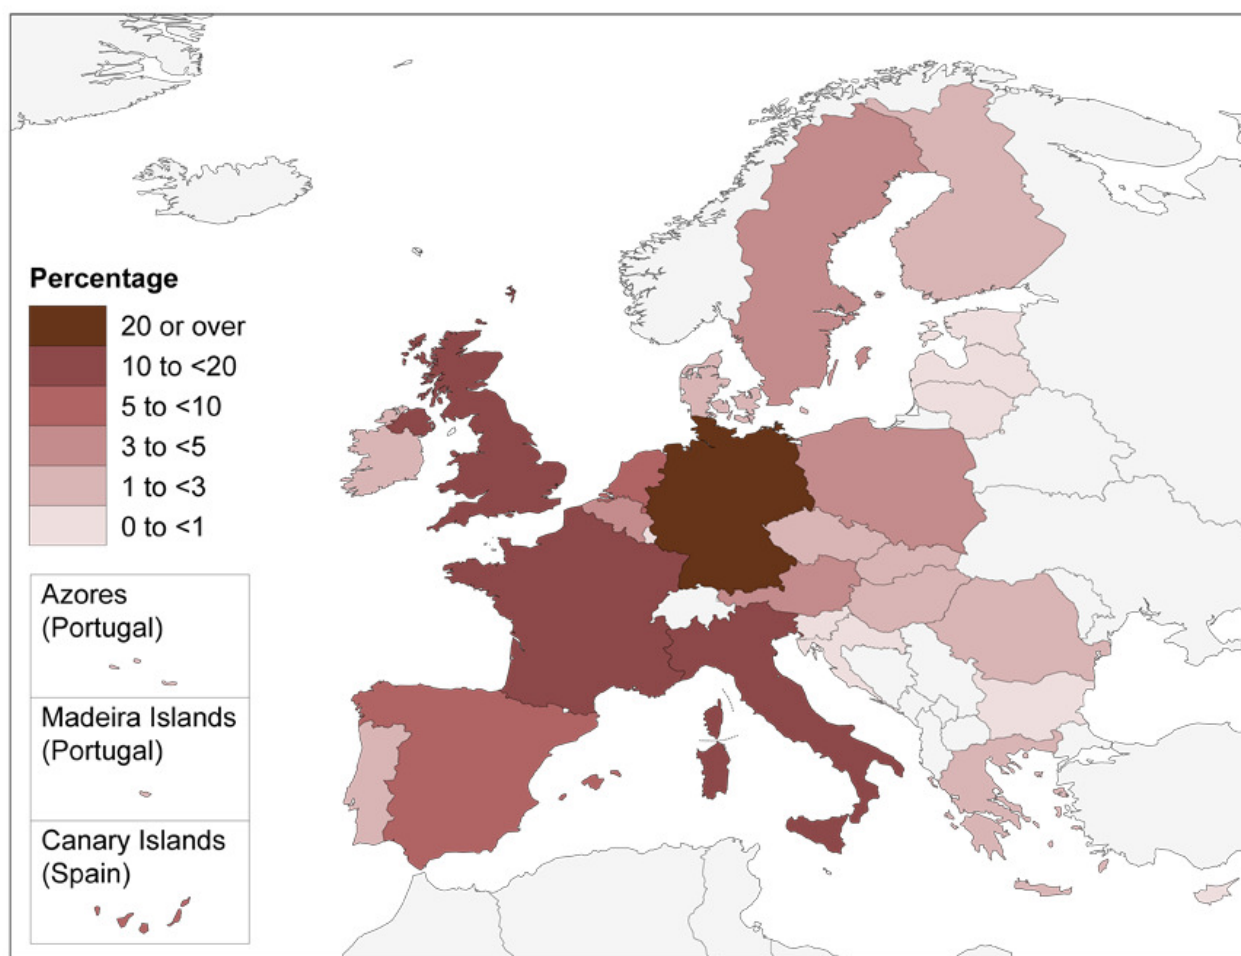 Percentage
20 or over
10 to <20
5 to <10
3 to <5
1 to <3
0 to <1
Azores
(Portugal)
Madeira Islands
(Portugal)
Canary Islands
(Spain)